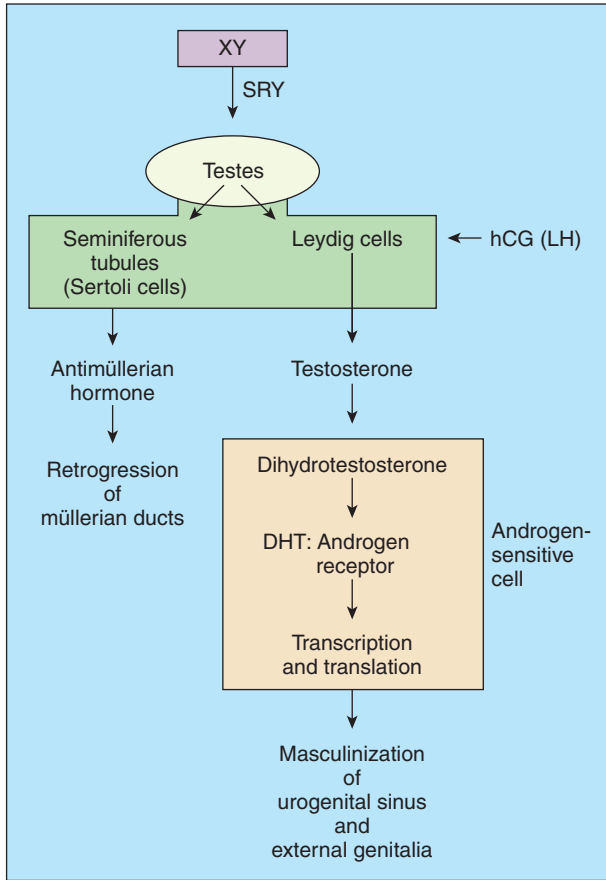 XY
SRY
Testes
Seminiferous
tubules
(Sertoli cells)
Leydig cells
hCG (LH)
Antimüllerian
hormone
Testosterone
Retrogression
of
müllerian ducts
Dihydrotestosterone
DHT: Androgen
receptor
Transcription
and translation
Androgen-
sensitive
cell
Masculinization
of
urogenital sinus
and
external genitalia